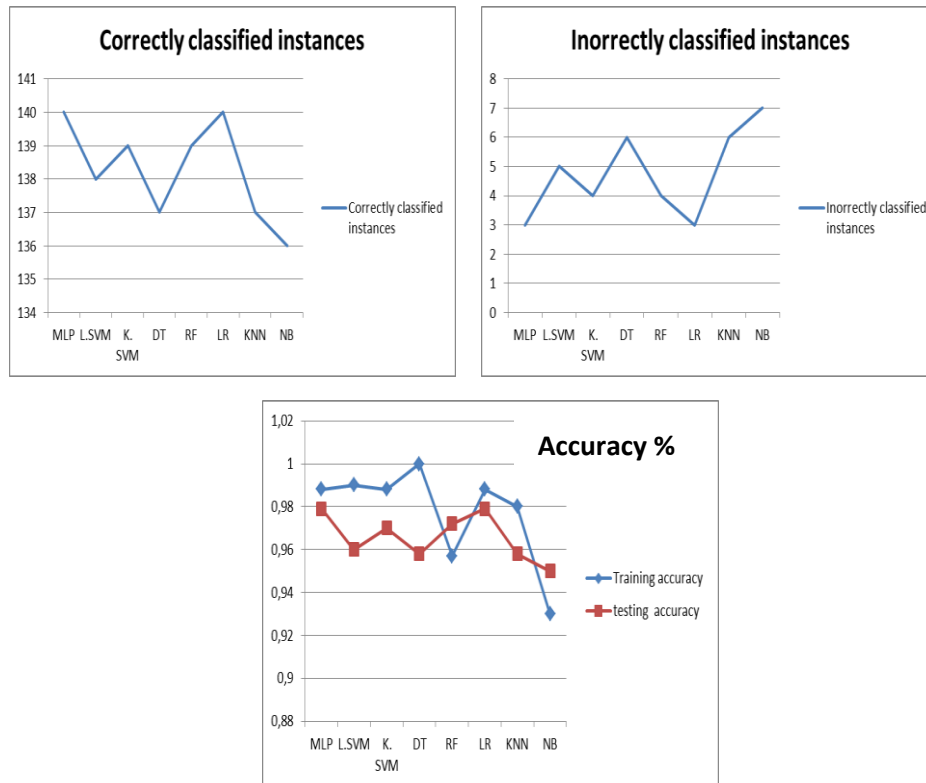 Correctly classified instances
141
140
139
138
137
136
135
134
MLP L.SVM K. DT RF LR KNN NB
SVM
Correctly classified
instances
Inorrectly classified instances
8
7
6
5
4
3
2
1
0
MLP L.SVM K. DT RF LR KNN NB
SVM
Inorrectly classified
instances
Accuracy %
1,02
1
0,98
0,96
0,94
0,92
0,9
0,88
MLP L.SVM K. DT RF LR KNN NB
SVM
Training accuracy
testing accuracy